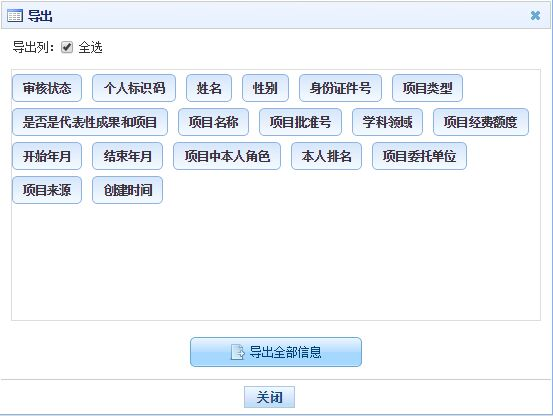 导出
导出列： 全选
审核状态 个人标识码 姓名 性别 身份证件号 项目类型
是否是代表性成果和项目 项目名称 项目批准号 学科领域 项目经费额度
开始年月 结束年月 项目中本人角色 本人排名 项目委托单位
项目来源 创建时间
导出全部信息
关闭